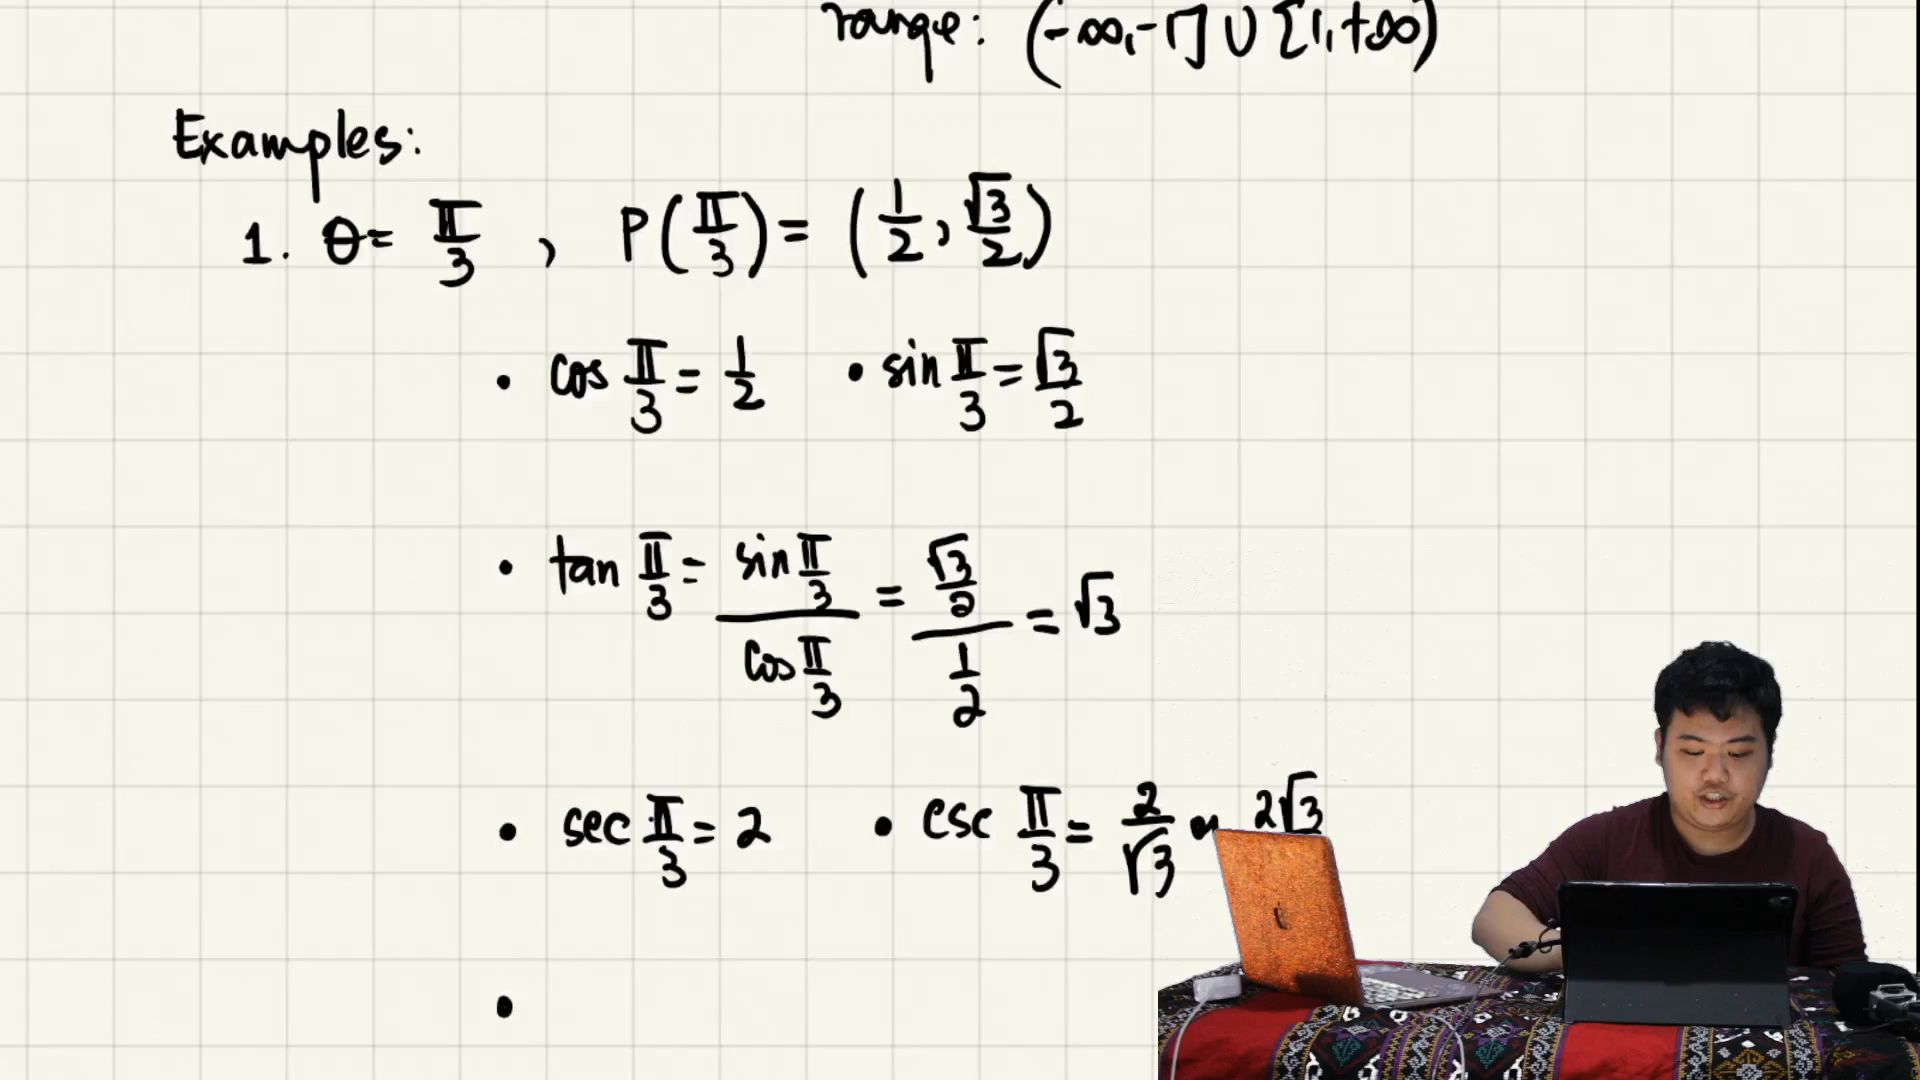 range: (-∞,-1] ∪ [1,+∞)
Examples:
1. θ = π/3 , P(π/3) = (1/2, √3/2)
• cos π/3 = 1/2 • sin π/3 = √3/2
• tan π/3 = (sin π/3)/(cos π/3) = (√3/2)/(1/2) = √3
• sec π/3 = 2 • csc π/3 = 2/√3 or 2√3
•